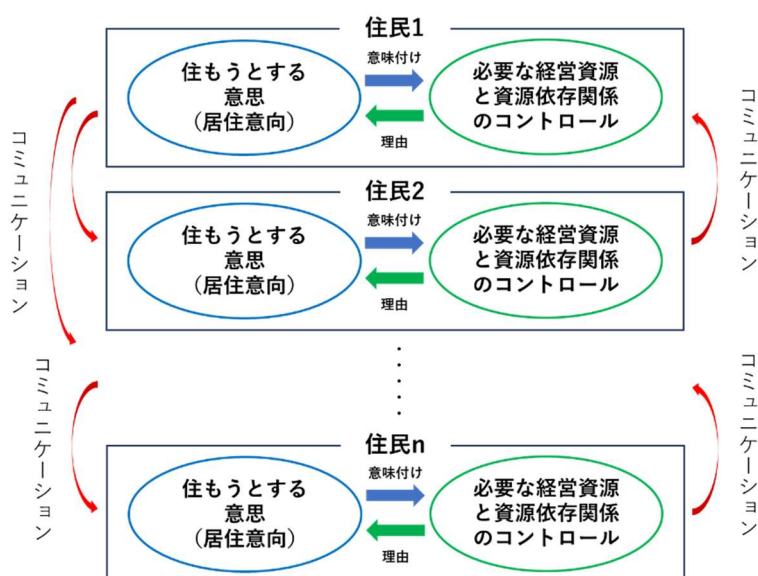 住民1
住もうとする
意思
（居住意向）
意味付け
理由
必要な経営資源
と資源依存関係
のコントロール
コミュニケーション
コミュニケーション
住民2
住もうとする
意思
（居住意向）
意味付け
理由
必要な経営資源
と資源依存関係
のコントロール
・・・・・
コミュニケーション
コミュニケーション
住民n
住もうとする
意思
（居住意向）
意味付け
理由
必要な経営資源
と資源依存関係
のコントロール